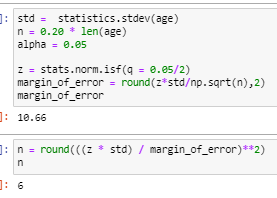 ]: std =  statistics.stdev(age)
n = 0.20 * len(age)
alpha = 0.05
z = stats.norm.isf(q = 0.05/2)
margin_of_error = round(z*std/np.sqrt(n),2)
margin_of_error
]: 10.66
]: n = round(((z * std) / margin_of_error)**2)
n
]: 6